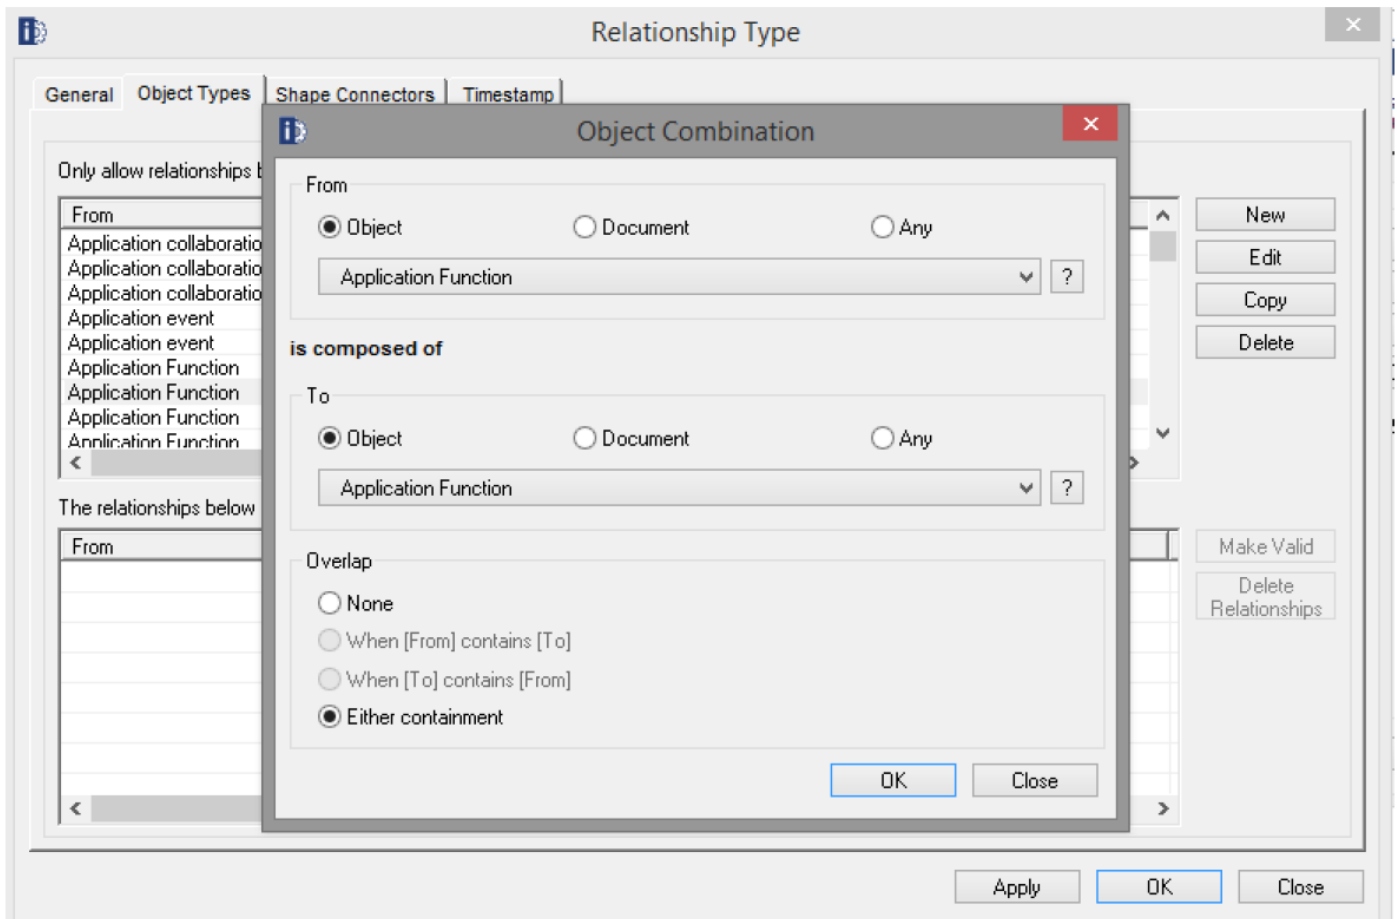 Relationship Type
General Object Types Shape Connectors Timestamp
Object Combination
Only allow relationships
From
Application
Application
Application
Application event
Application event
Application Function
Application Function
Application Function
Application Function
The relationships below
From
From
Object Document Any
Application Function ?
is composed of
To
Object Document Any
Application Function ?
Overlap
None
When [From] contains [To]
When [To] contains [From]
Either containment
OK Close
New
Edit
Copy
Delete
Make Valid
Delete
Relationships
Apply OK Close